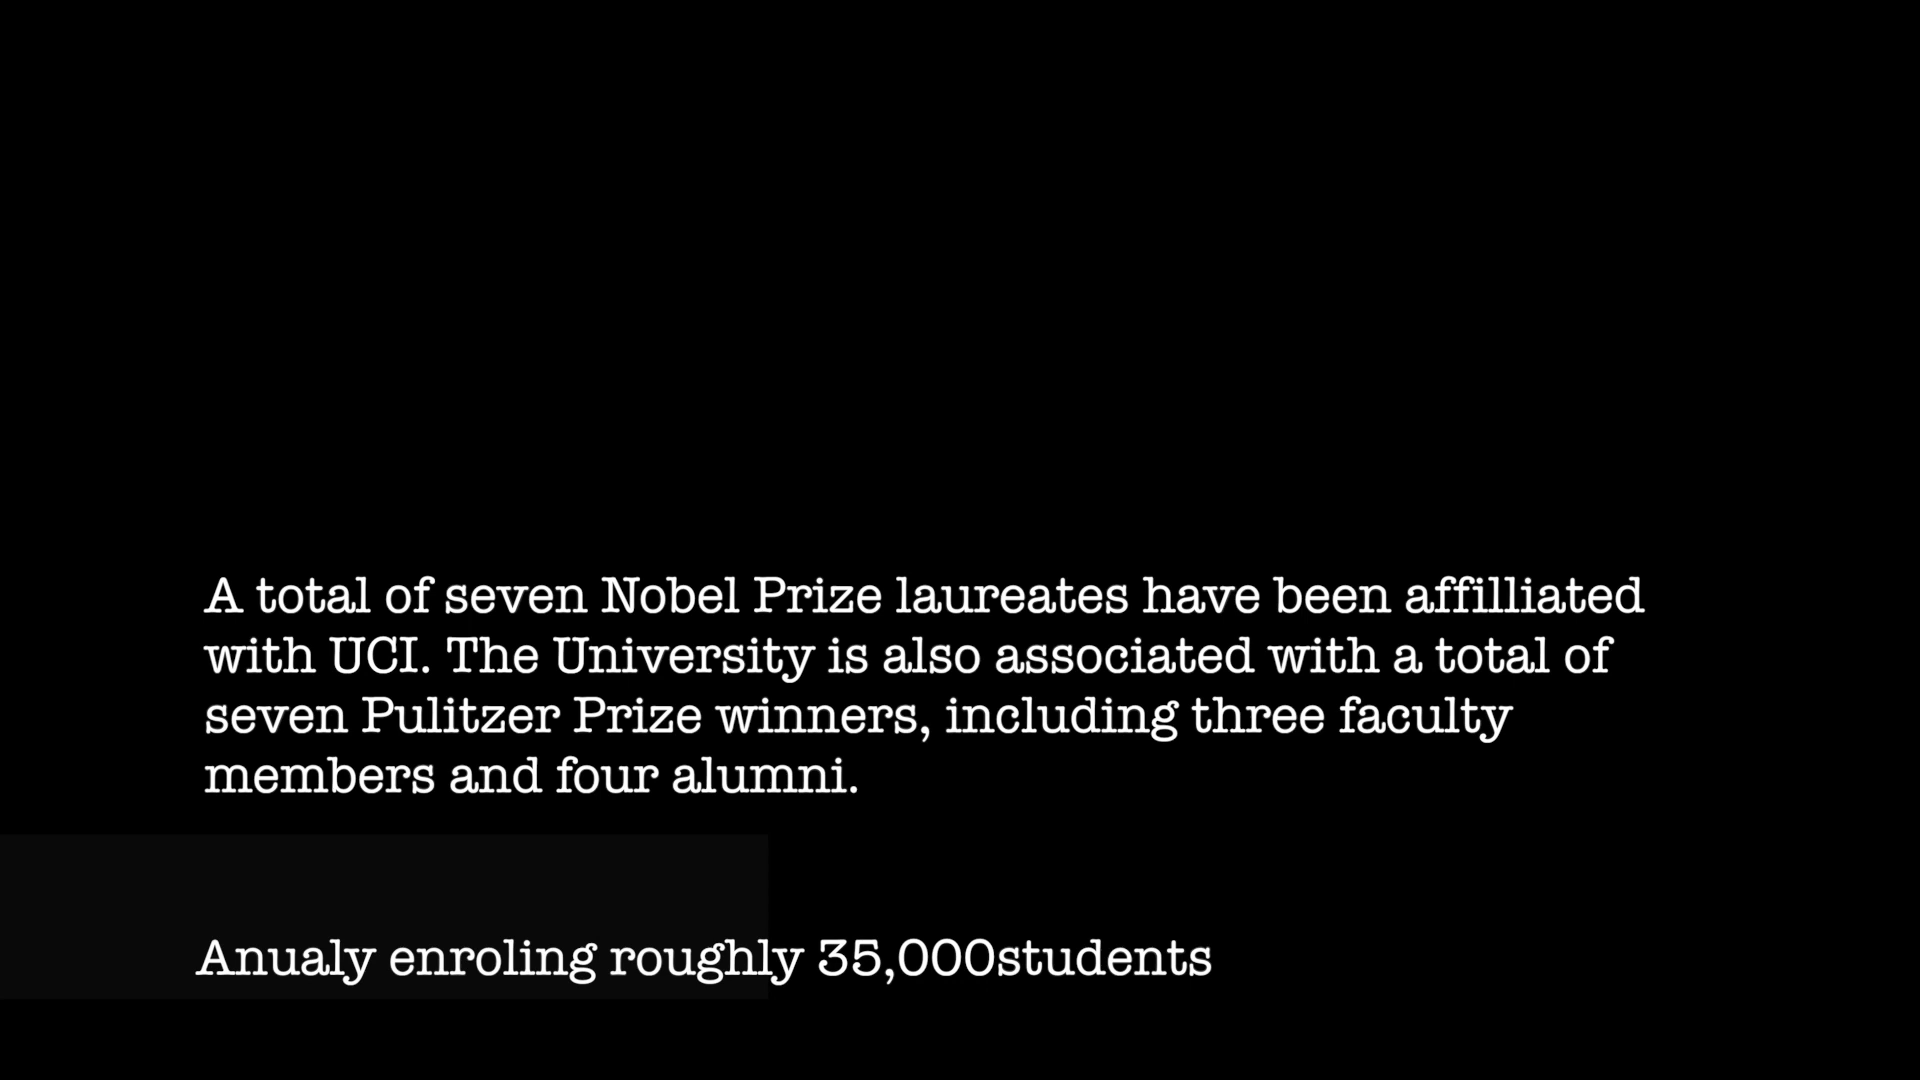 A total of seven Nobel Prize laureates have been affilliated
with UCI. The University is also associated with a total of
seven Pulitzer Prize winners, including three faculty
members and four alumni.
Anualy enroling roughly 35,000students